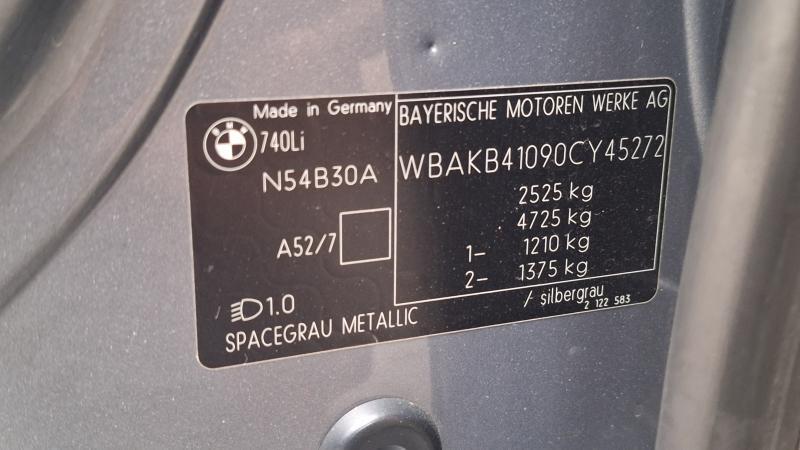 Made in Germany
BMW
740Li
N54B30A
A52/7
1.0
SPACEGRAU METALLIC
BAYERISCHE MOTOREN WERKE AG
WBAKB41090CY45272
2525 kg
4725 kg
1- 1210 kg
2- 1375 kg
/ silbergrau
2 122 583